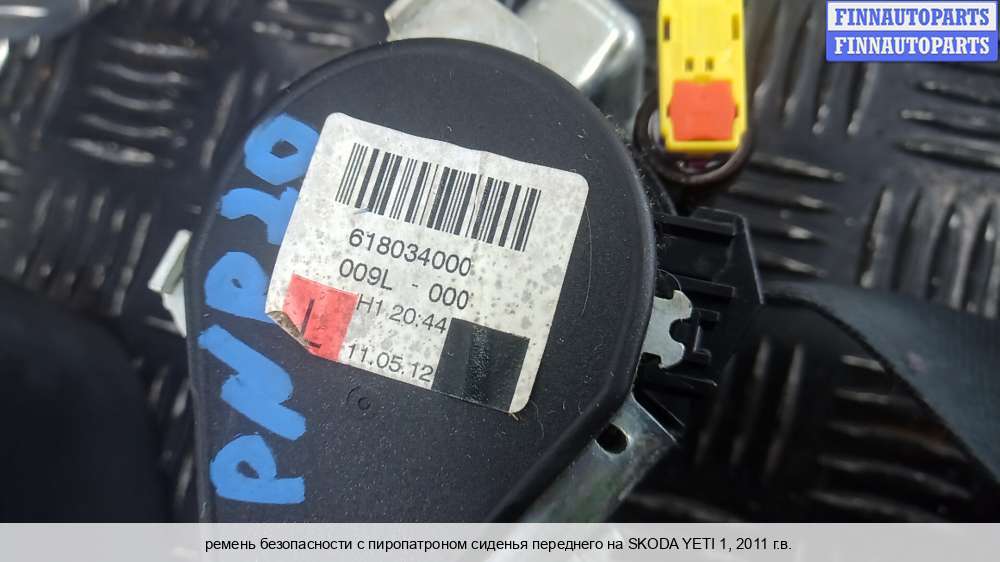 FINNAUTOPARTS
FINNAUTOPARTS
618034000
009L - 000
H1 20:44
L
11.05.12
ремень безопасности с пиропатроном сиденья переднего на SKODA YETI 1, 2011 г.в.